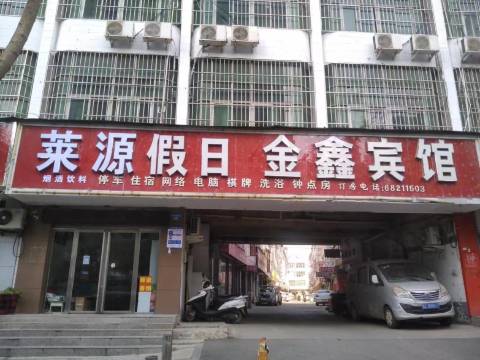 莱源假日 金鑫宾馆
烟酒饮料 停车 住宿 网络 电脑 棋牌 洗浴 钟点房 订房电话:68211603